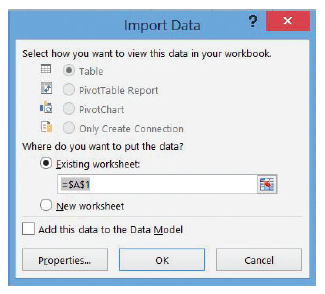 Import Data
?
Select how you want to view this data in your workbook.
Table
PivotTable Report
PivotChart
Only Create Connection
Where do you want to put the data?
Existing worksheet:
=$A$1
New worksheet
Add this data to the Data Model
Properties...
OK
Cancel